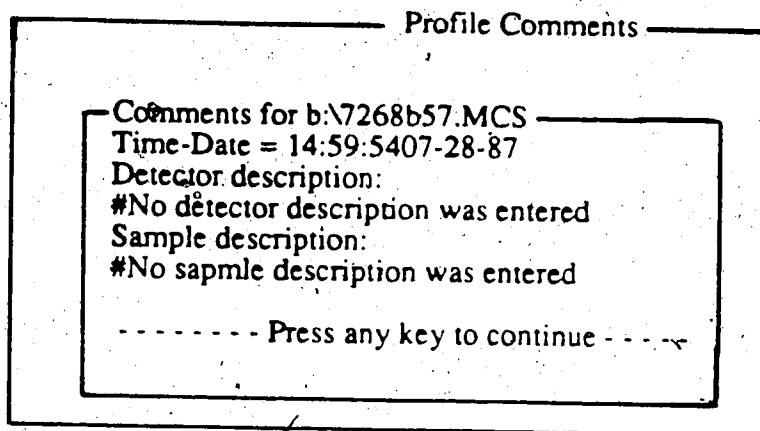 Profile Comments
Comments for b:\7268b57.MCS
Time-Date = 14:59:5407-28-87
Detector description:
#No detector description was entered
Sample description:
#No sapmle description was entered
- - - - - - - - Press any key to continue - - - - -